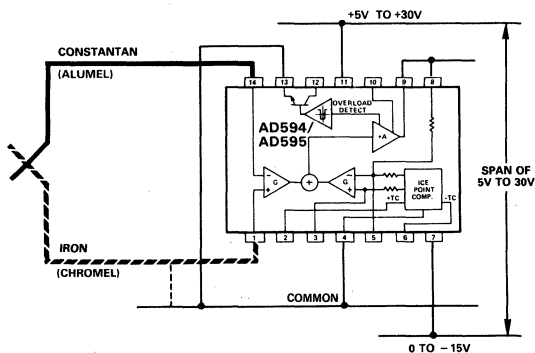 +5V TO +30V
CONSTANTAN
(ALUMEL)
14 13 12 11 10 9 8
OVERLOAD
DETECT
AD594/
AD595
+A
SPAN OF
5V TO 30V
- G + G -
+ +
ICE
POINT
COMP.
+TC -TC
1 2 3 4 5 6 7
IRON
(CHROMEL)
COMMON
0 TO -15V